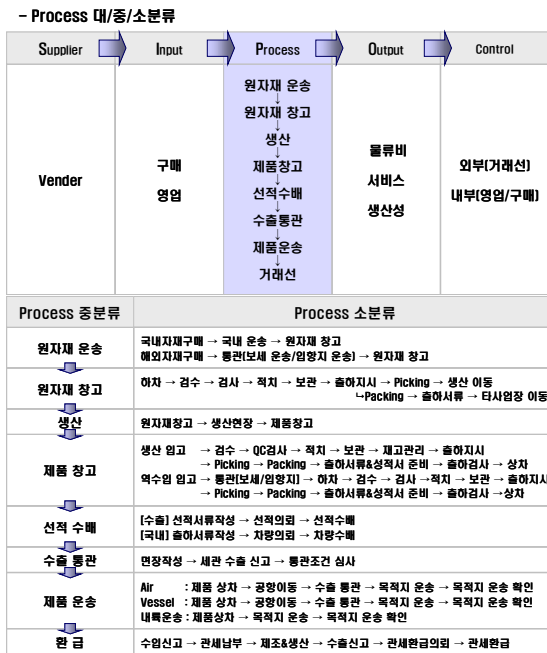 - Process 대/중/소분류
Supplier
Input
Process
Output
Control
Vender
구매
영업
원자재 운송
↓
원자재 창고
↓
생산
↓
제품창고
↓
선적수배
↓
수출통관
↓
제품운송
↓
거래선
물류비
서비스
생산성
외부(거래선)
내부(영업/구매)
Process 중분류
Process 소분류
원자재 운송
국내자재구매 → 국내 운송 → 원자재 창고
해외자재구매 → 통관(보세 운송/입항지 운송) → 원자재 창고
원자재 창고
하차 → 검수 → 검사 → 적치 → 보관 → 출하지시 → Picking → 생산 이동
↳Packing → 출하서류 → 타사업장 이동
생산
원자재창고 → 생산현장 → 제품창고
제품 창고
생산 입고 → 검수 → QC검사 → 적치 → 보관 → 재고관리 → 출하지시
→ Picking → Packing → 출하서류&성적서 준비 → 출하검사 → 상차
역수입 입고 → 통관[보세/입항지] → 하차 → 검수 → 검사 →적치 → 보관 → 출하지시
→ Picking → Packing → 출하서류&성적서 준비 → 출하검사 →상차
선적 수배
[수출] 선적서류작성 → 선적의뢰 → 선적수배
[국내] 출하서류작성 → 차량의뢰 → 차량수배
수출 통관
면장작성 → 세관 수출 신고 → 통관조건 심사
제품 운송
Air : 제품 상차 → 공항이동 → 수출 통관 → 목적지 운송 → 목적지 운송 확인
Vessel : 제품 상차 → 공항이동 → 수출 통관 → 목적지 운송 → 목적지 운송 확인
내륙운송 : 제품상차 → 목적지 운송 → 목적지 운송 확인
환 급
수입신고 → 관세납부 → 제조&생산 → 수출신고 → 관세환급의뢰 → 관세환급